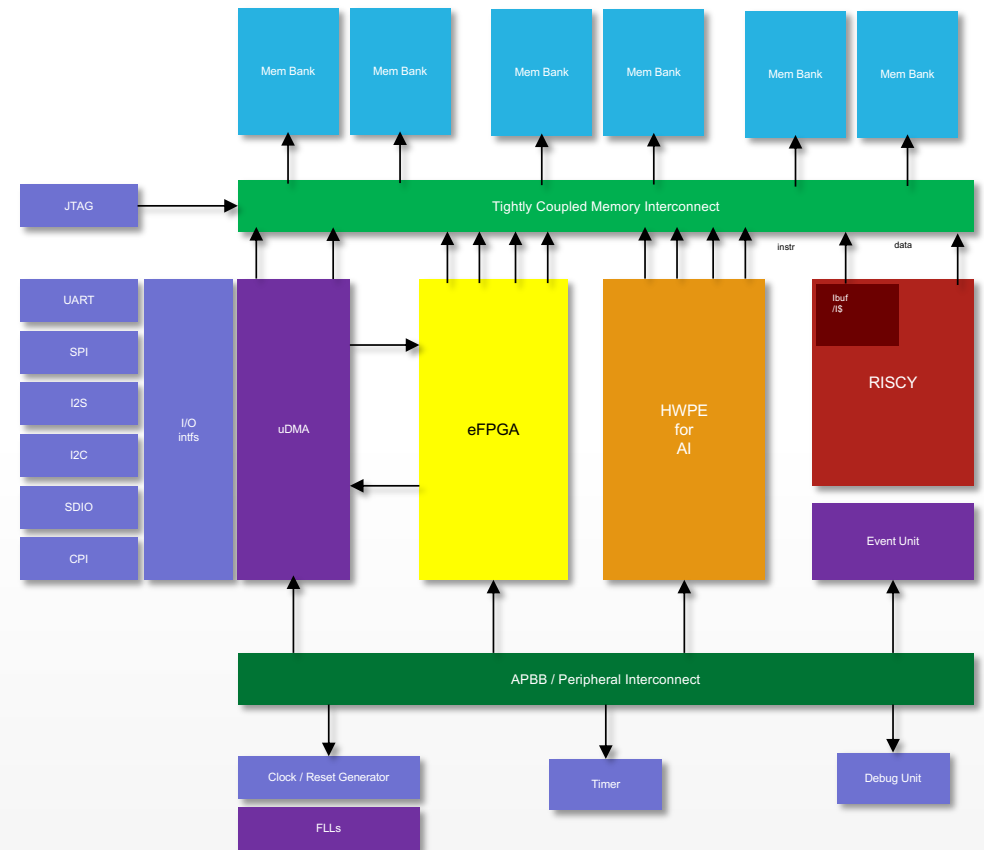 Mem Bank
Mem Bank
Mem Bank
Mem Bank
Mem Bank
Mem Bank
JTAG
Tightly Coupled Memory Interconnect
instr
data
UART
SPI
I2S
I2C
SDIO
CPI
I/O
intfs
uDMA
eFPGA
HWPE
for
AI
Ibuf
/I$
RISCY
Event Unit
APBB / Peripheral Interconnect
Clock / Reset Generator
FLLs
Timer
Debug Unit